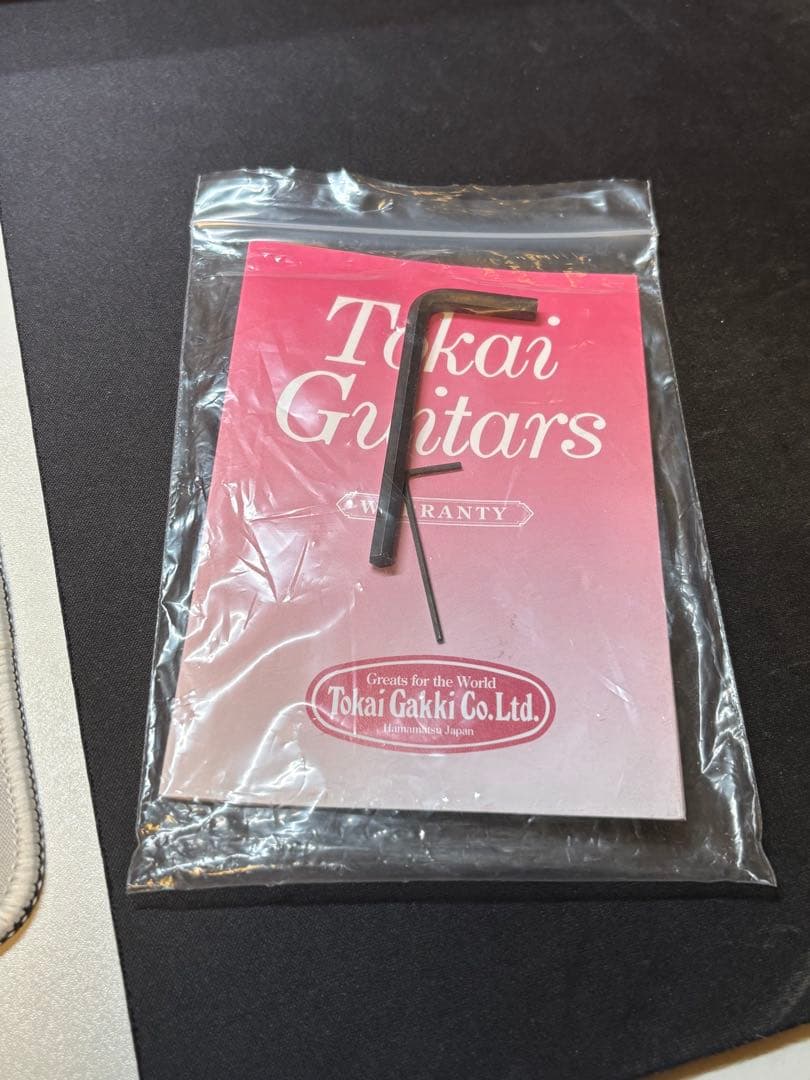 Tokai
Guitars
WARRANTY
Greats for the World
Tokai Gakki Co.Ltd.
Hamamatsu Japan